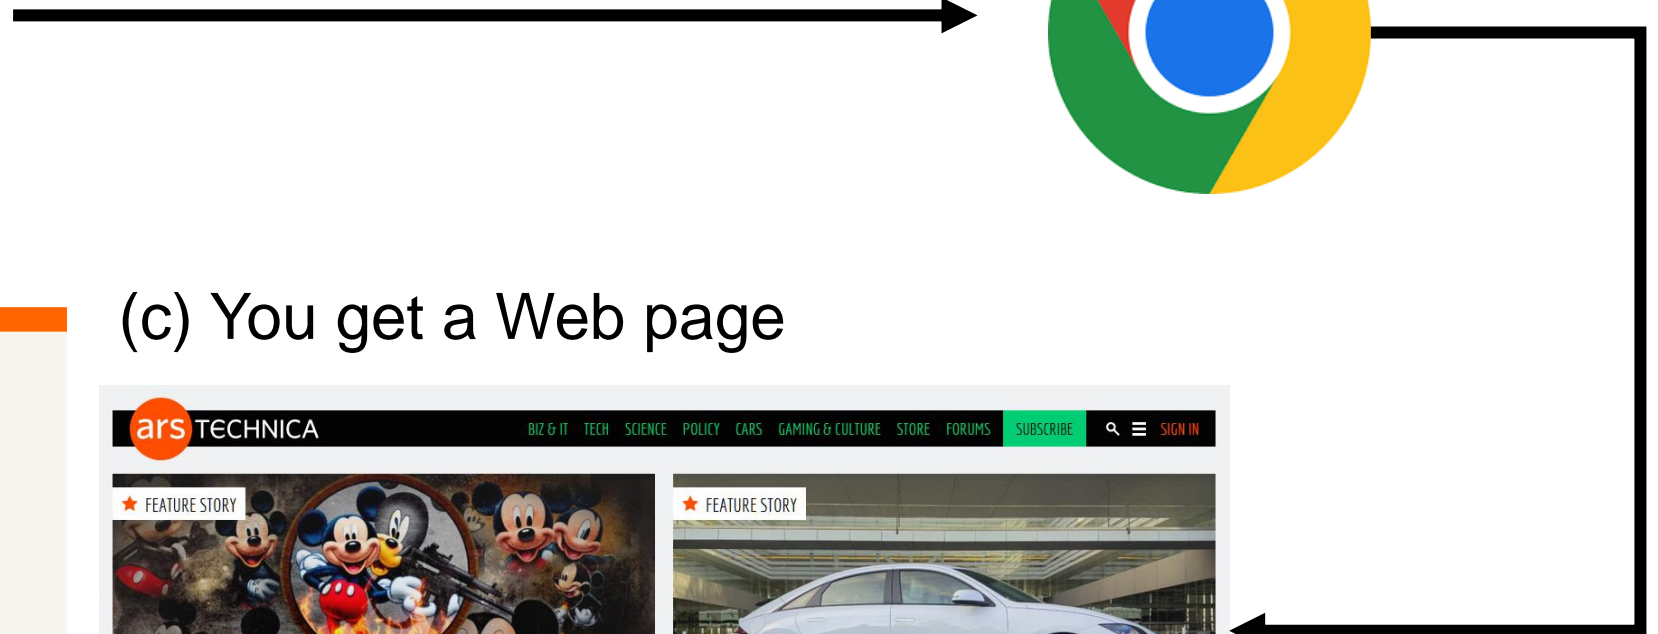 (c) You get a Web page
ars TECHNICA BIZ & IT TECH SCIENCE POLICY CARS GAMING & CULTURE STORE FORUMS SUBSCRIBE SIGN IN
FEATURE STORY FEATURE STORY